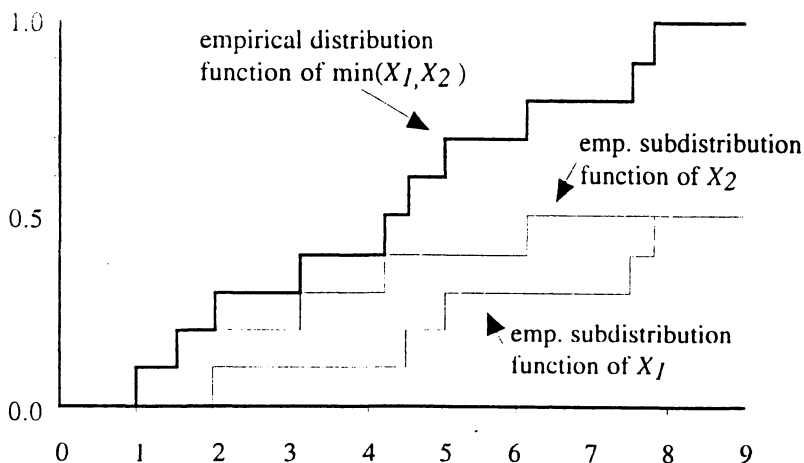 1.0
empirical distribution
function of min(X1, X2)
emp. subdistribution
function of X2
0.5
emp. subdistribution
function of X1
0.0
0 1 2 3 4 5 6 7 8 9